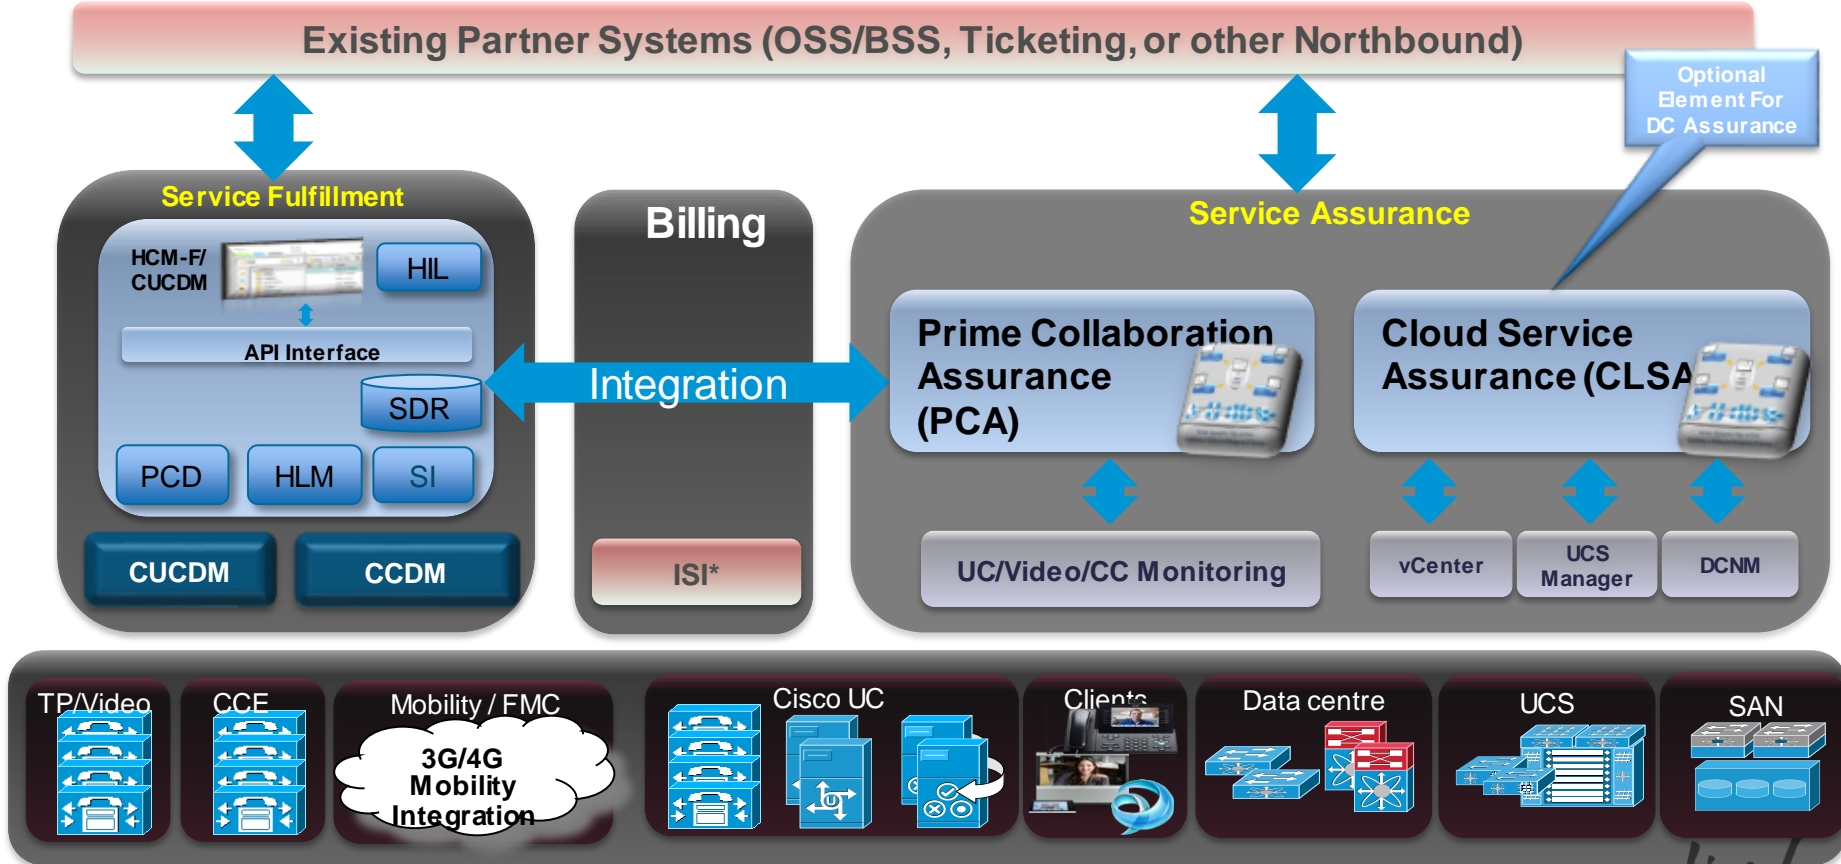 Existing Partner Systems (OSS/BSS, Ticketing, or other Northbound)
Optional
Element For
DC Assurance
Service Fulfillment
HCM-F/
CUCDM
HIL
API Interface
SDR
PCD
HLM
SI
CUCDM
CCDM
Billing
Integration
ISI*
Service Assurance
Prime Collaboration
Assurance
(PCA)
Cloud Service
Assurance (CLSA
UC/Video/CC Monitoring
vCenter
UCS
Manager
DCNM
TP/Video
CCE
Mobility / FMC
3G/4G
Mobility
Integration
Cisco UC
U
Clients
Data centre
UCS
SAN